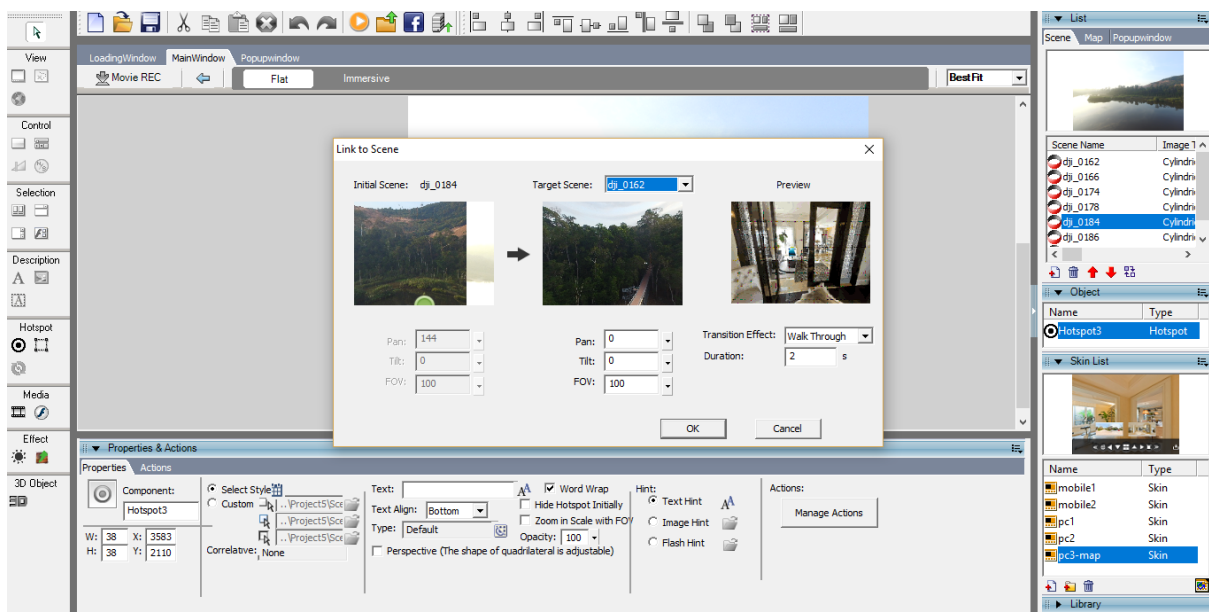 List
Scene Map Popupwindow
View
LoadingWindow MainWindow Popupwindow
Movie REC Flat Immersive BestFit
Control
Selection
Description
Hotspot
Media
Effect
3D Object
Link to Scene
Initial Scene: dji_0184 Target Scene: dji_0162 Preview
Pan: 144 Pan: 0 Transition Effect: Walk Through
Tilt: 0 Tilt: 0 Duration: 2 s
FOV: 100 FOV: 100
OK Cancel
Scene Name Image T
dji_0162 Cylindri
dji_0166 Cylindri
dji_0174 Cylindri
dji_0178 Cylindri
dji_0184 Cylindri
dji_0186 Cylindri
Object
Name Type
Hotspot3 Hotspot
Skin List
Name Type
mobile1 Skin
mobile2 Skin
pc1 Skin
pc2 Skin
pc3-map Skin
Library
Properties & Actions
Properties Actions
Component: Select Style Text: Word Wrap Hint: Actions:
Hotspot3 Custom ..\Project5\Sce Text Align: Bottom Hide Hotspot Initially Text Hint Manage Actions
..\Project5\Sce Type: Default Zoom in Scale with FOV Image Hint
W: 38 X: 3583 ..\Project5\Sce Opacity: 100 Flash Hint
H: 38 Y: 2110 Correlative: None Perspective (The shape of quadrilateral is adjustable)